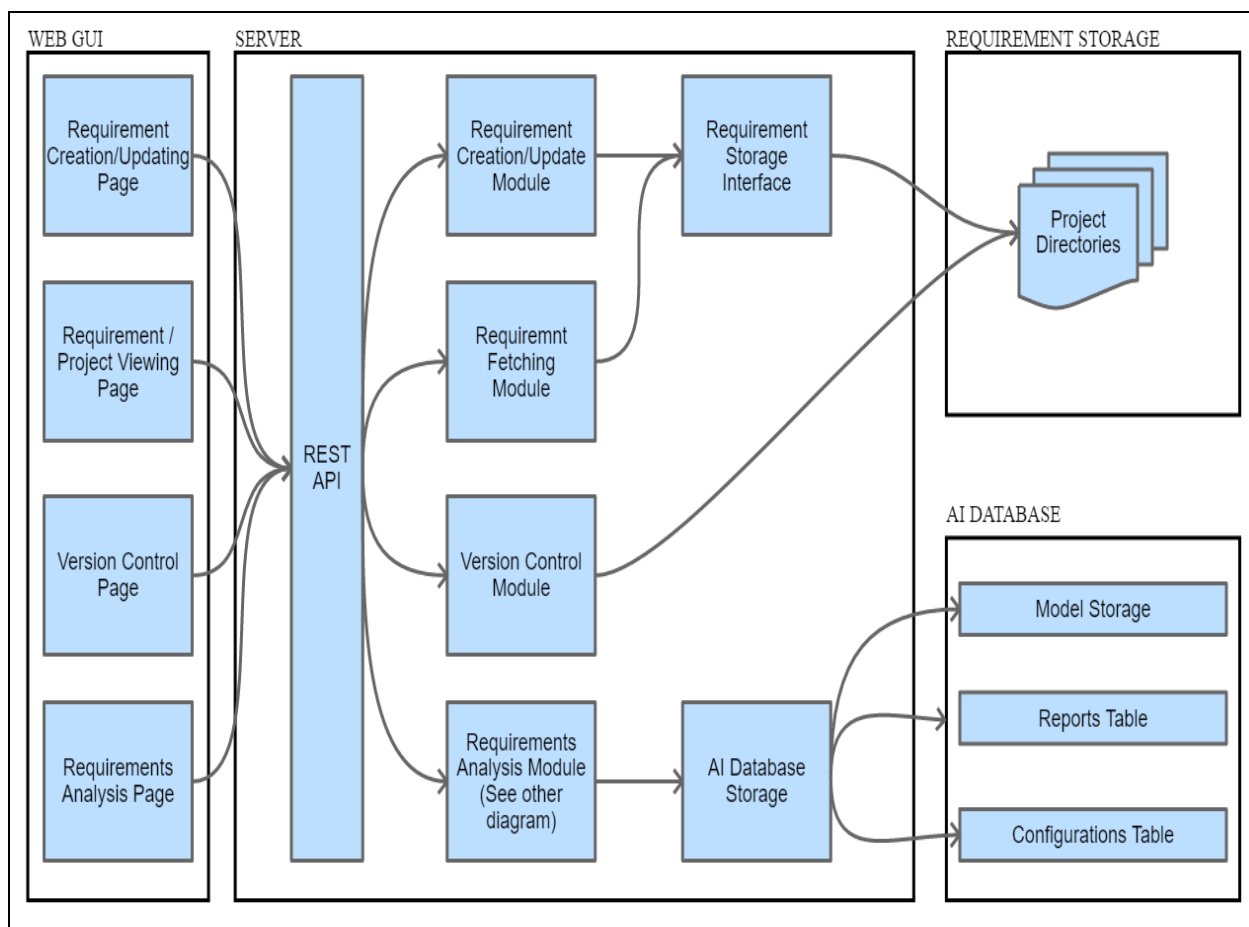 WEB GUI
Requirement
Creation/Updating
Page
Requirement /
Project Viewing
Page
Version Control
Page
Requirements
Analysis Page
SERVER
REST
API
Requirement
Creation/Update
Module
Requiremnt
Fetching
Module
Version Control
Module
Requirements
Analysis Module
(See other
diagram)
Requirement
Storage
Interface
AI Database
Storage
REQUIREMENT STORAGE
Project
Directories
AI DATABASE
Model Storage
Reports Table
Configurations Table